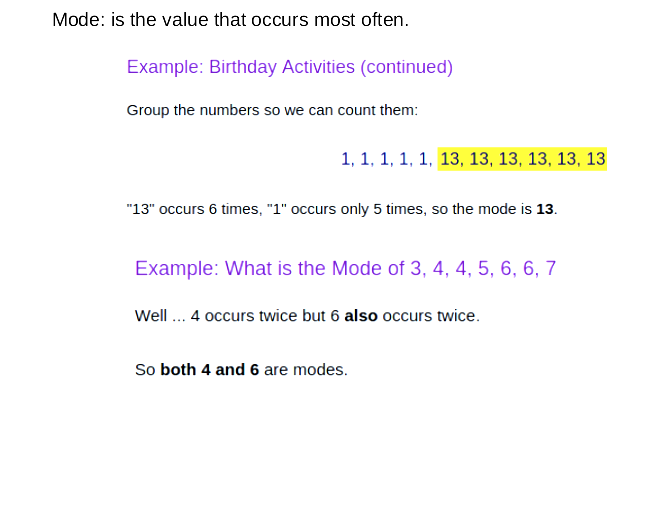 Mode: is the value that occurs most often.
Example: Birthday Activities (continued)
Group the numbers so we can count them:
1, 1, 1, 1, 1, 13, 13, 13, 13, 13, 13
"13" occurs 6 times, "1" occurs only 5 times, so the mode is 13.
Example: What is the Mode of 3, 4, 4, 5, 6, 6, 7
Well ... 4 occurs twice but 6 also occurs twice.
So both 4 and 6 are modes.